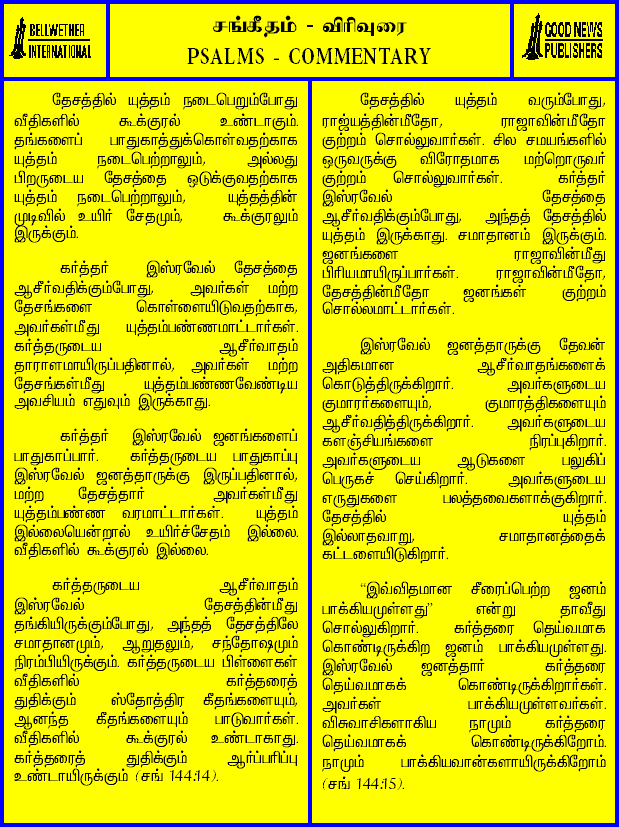 BELLWETHER
INTERNATIONAL
சங்கீதம் - விரிவுரை
PSALMS - COMMENTARY
GOOD NEWS
PUBLISHERS
தேசத்தில் யுத்தம் நடைபெறும்போது
வீதிகளில் கூக்குரல் உண்டாகும்.
தங்களைப் பாதுகாத்துக்கொள்வதற்காக
யுத்தம் நடைபெற்றாலும், அல்லது
பிறருடைய தேசத்தை ஒடுக்குவதற்காக
யுத்தம் நடைபெற்றாலும், யுத்தத்தின்
முடிவில் உயிர் சேதமும், கூக்குரலும்
இருக்கும்.
கர்த்தர் இஸ்ரவேல் தேசத்தை
ஆசீர்வதிக்கும்போது, அவர்கள் மற்ற
தேசங்களை கொள்ளையிடுவதற்காக,
அவர்கள்மீது யுத்தம்பண்ணமாட்டார்கள்.
கர்த்தருடைய ஆசீர்வாதம்
தாராளமாயிருப்பதினால், அவர்கள் மற்ற
தேசங்கள்மீது யுத்தம்பண்ணவேண்டிய
அவசியம் எதுவும் இருக்காது.
கர்த்தர் இஸ்ரவேல் ஜனங்களைப்
பாதுகாப்பார். கர்த்தருடைய பாதுகாப்பு
இஸ்ரவேல் ஜனத்தாருக்கு இருப்பதினால்,
மற்ற தேசத்தார் அவர்கள்மீது
யுத்தம்பண்ண வரமாட்டார்கள். யுத்தம்
இல்லையென்றால் உயிர்ச்சேதம் இல்லை.
வீதிகளில் கூக்குரல் இல்லை.
கர்த்தருடைய ஆசீர்வாதம்
இஸ்ரவேல் தேசத்தின்மீது
தங்கியிருக்கும்போது, அந்தத் தேசத்திலே
சமாதானமும், ஆறுதலும், சந்தோஷமும்
நிரம்பியிருக்கும். கர்த்தருடைய பிள்ளைகள்
வீதிகளில் கர்த்தரைத்
துதிக்கும் ஸ்தோத்திர கீதங்களையும்,
ஆனந்த கீதங்களையும் பாடுவார்கள்.
வீதிகளில் கூக்குரல் உண்டாகாது.
கர்த்தரைத் துதிக்கும் ஆர்ப்பரிப்பு
உண்டாயிருக்கும் (சங் 144:14).
தேசத்தில் யுத்தம் வரும்போது,
ராஜ்யத்தின்மீதோ, ராஜாவின்மீதோ
குற்றம் சொல்லுவார்கள். சில சமயங்களில்
ஒருவருக்கு விரோதமாக மற்றொருவர்
குற்றம் சொல்லுவார்கள். கர்த்தர்
இஸ்ரவேல் தேசத்தை
ஆசீர்வதிக்கும்போது, அந்தத் தேசத்தில்
யுத்தம் இருக்காது. சமாதானம் இருக்கும்.
ஜனங்களை ராஜாவின்மீது
பிரியமாயிருப்பார்கள். ராஜாவின்மீதோ,
தேசத்தின்மீதோ ஜனங்கள் குற்றம்
சொல்லமாட்டார்கள்.
இஸ்ரவேல் ஜனத்தாருக்கு தேவன்
அதிகமான ஆசீர்வாதங்களைக்
கொடுத்திருக்கிறார். அவர்களுடைய
குமாரர்களையும், குமாரத்திகளையும்
ஆசீர்வதித்திருக்கிறார். அவர்களுடைய
களஞ்சியங்களை நிரப்புகிறார்.
அவர்களுடைய ஆடுகளை பலுகிப்
பெருகச் செய்கிறார். அவர்களுடைய
எருதுகளை பலத்தவைகளாக்குகிறார்.
தேசத்தில் யுத்தம்
இல்லாதவாறு, சமாதானத்தைக்
கட்டளையிடுகிறார்.
“இவ்விதமான சீரைப்பெற்ற ஜனம்
பாக்கியமுள்ளது” என்று தாவீது
சொல்லுகிறார். கர்த்தரை தெய்வமாக
கொண்டிருக்கிற ஜனம் பாக்கியமுள்ளது.
இஸ்ரவேல் ஜனத்தார் கர்த்தரை
தெய்வமாகக் கொண்டிருக்கிறார்கள்.
அவர்கள் பாக்கியமுள்ளவர்கள்.
விசுவாசிகளாகிய நாமும் கர்த்தரை
தெய்வமாகக் கொண்டிருக்கிறோம்.
நாமும் பாக்கியவான்களாயிருக்கிறோம்
(சங் 144:15).